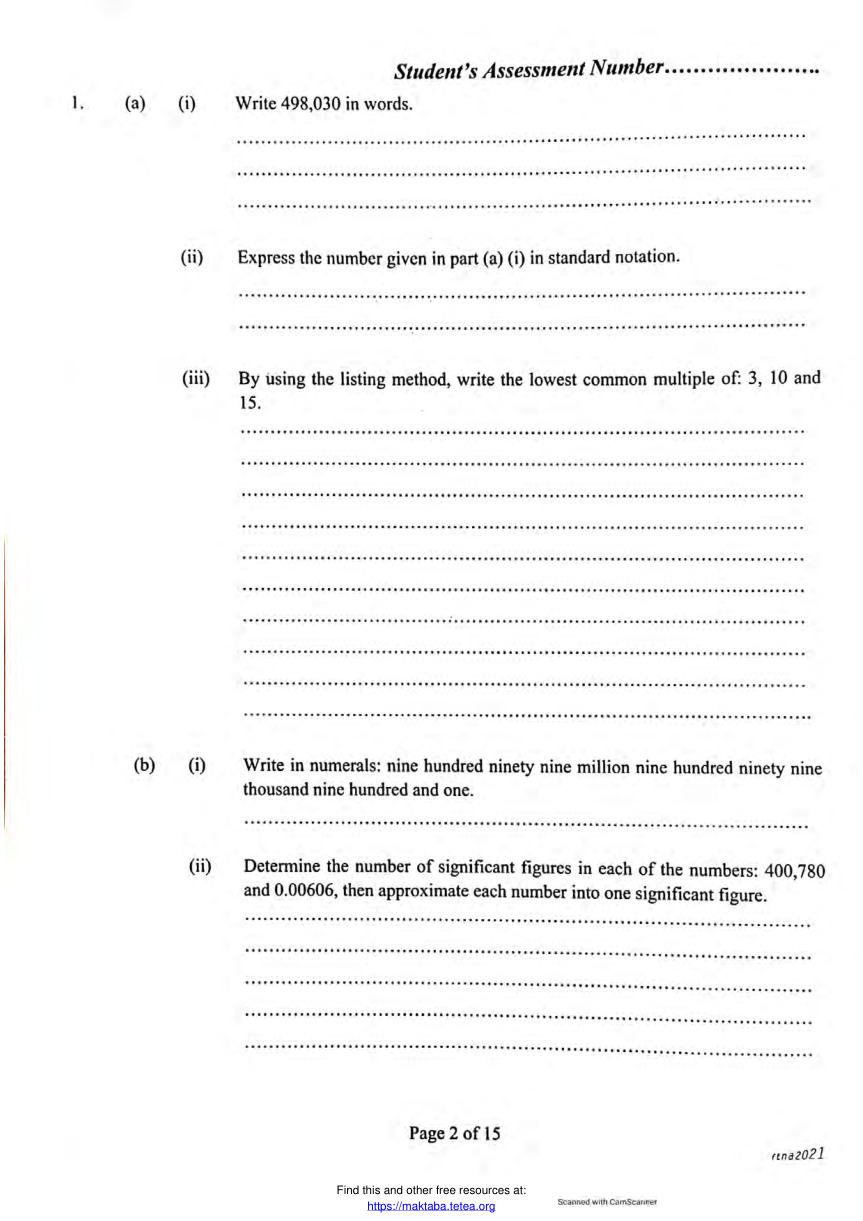 Student's Assessment Number........................
1. (a) (i) Write 498,030 in words.
(ii) Express the number given in part (a) (i) in standard notation.
(iii) By using the listing method, write the lowest common multiple of: 3, 10 and
15.
(b) (i) Write in numerals: nine hundred ninety nine million nine hundred ninety nine
thousand nine hundred and one.
(ii) Determine the number of significant figures in each of the numbers: 400,780
and 0.00606, then approximate each number into one significant figure.
Page 2 of 15
ftna2021
Find this and other free resources at:
https://maktaba.tetea.org
Scanned with CamScanner